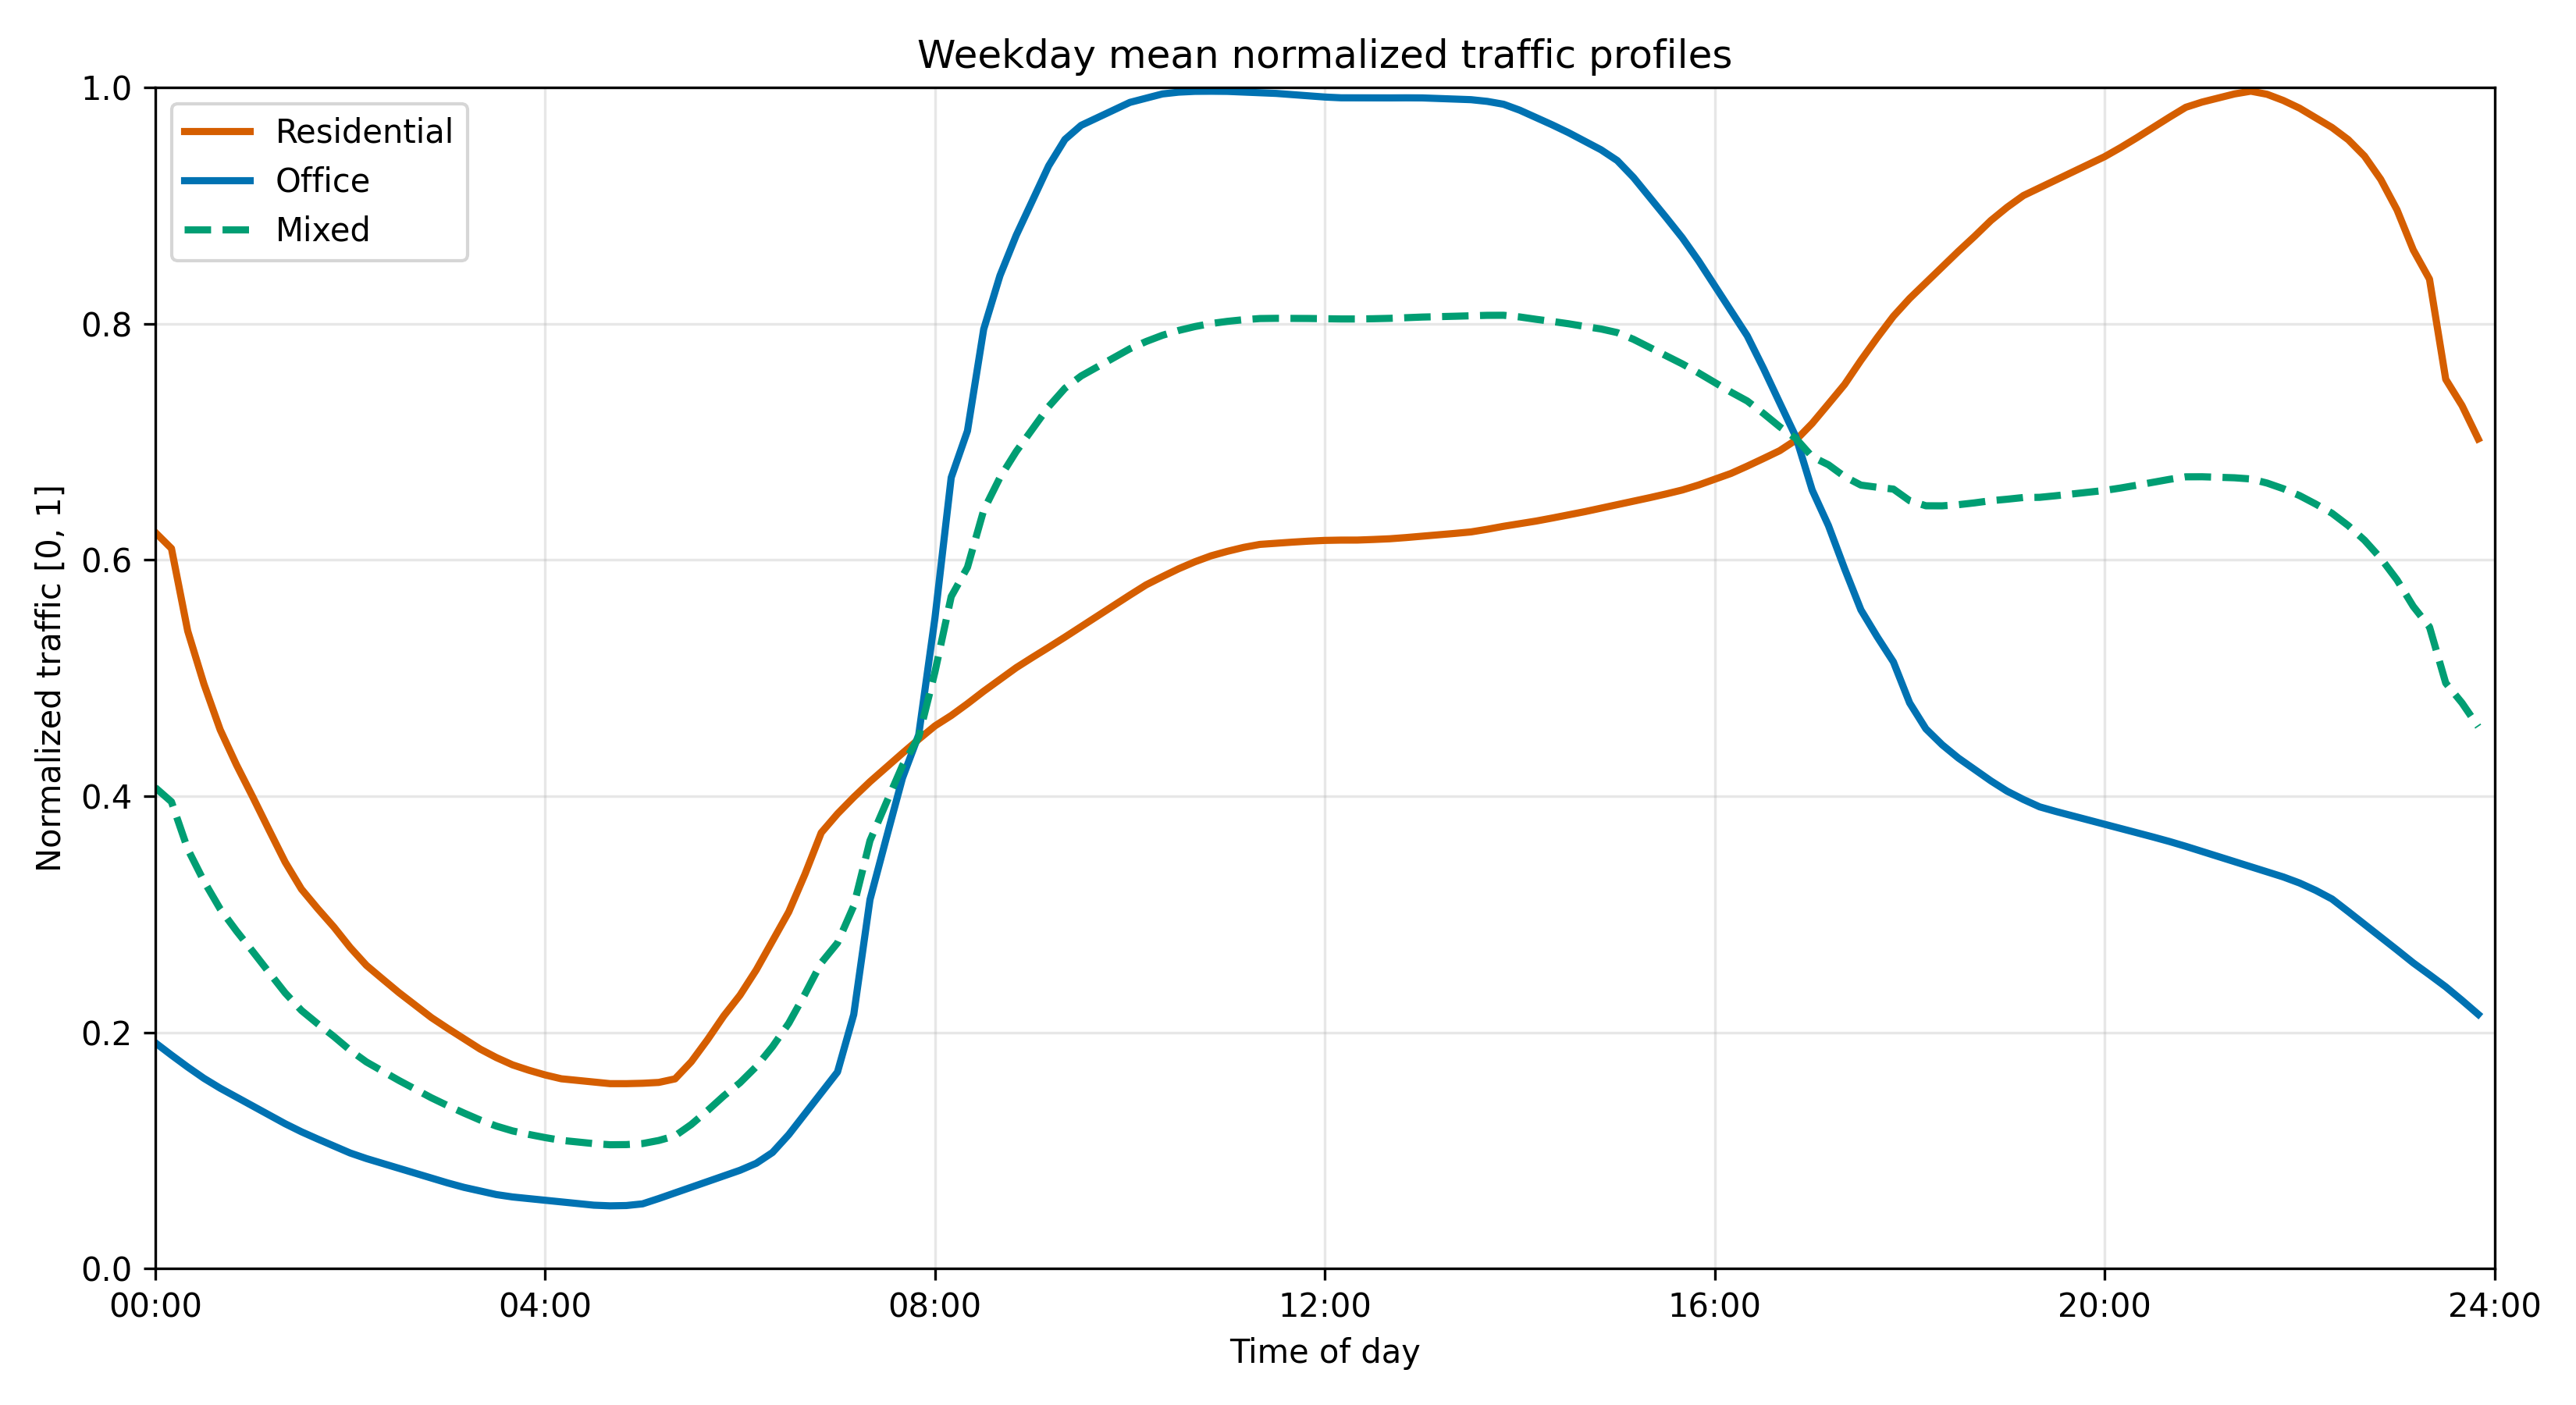 Weekday mean normalized traffic profiles
Residential
Office
Mixed
Normalized traffic [0, 1]
1.0
0.8
0.6
0.4
0.2
0.0
00:00 04:00 08:00 12:00 16:00 20:00 24:00
Time of day